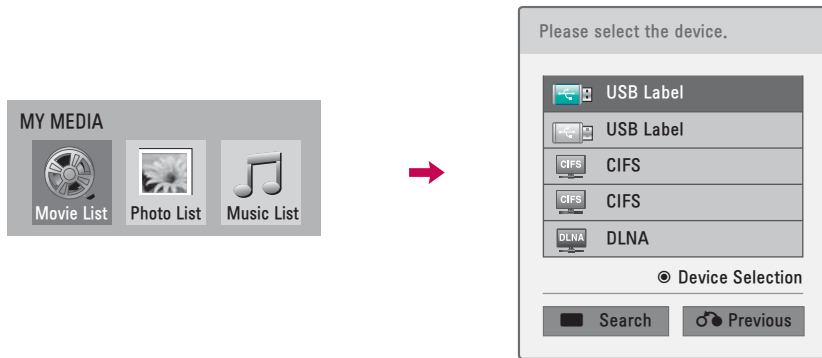 MY MEDIA
Movie List
Photo List
Music List
Please select the device.
USB Label
USB Label
CIFS CIFS
CIFS CIFS
DLNA DLNA
◉ Device Selection
Search
Previous